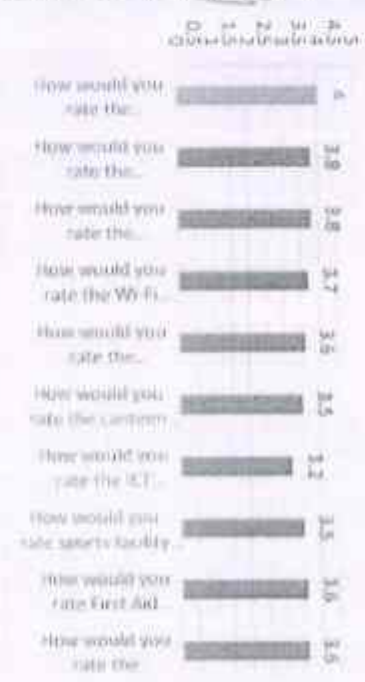 0 1 2 3 4
How would you
rate the...
4
How would you
rate the...
3.8
How would you
rate the...
3.8
How would you
rate the Wi-Fi...
3.7
How would you
rate the...
3.6
How would you
rate the canteen...
3.5
How would you
rate the ICT...
3.2
How would you
rate sports facility...
3.5
How would you
rate First Aid...
3.6
How would you
rate the